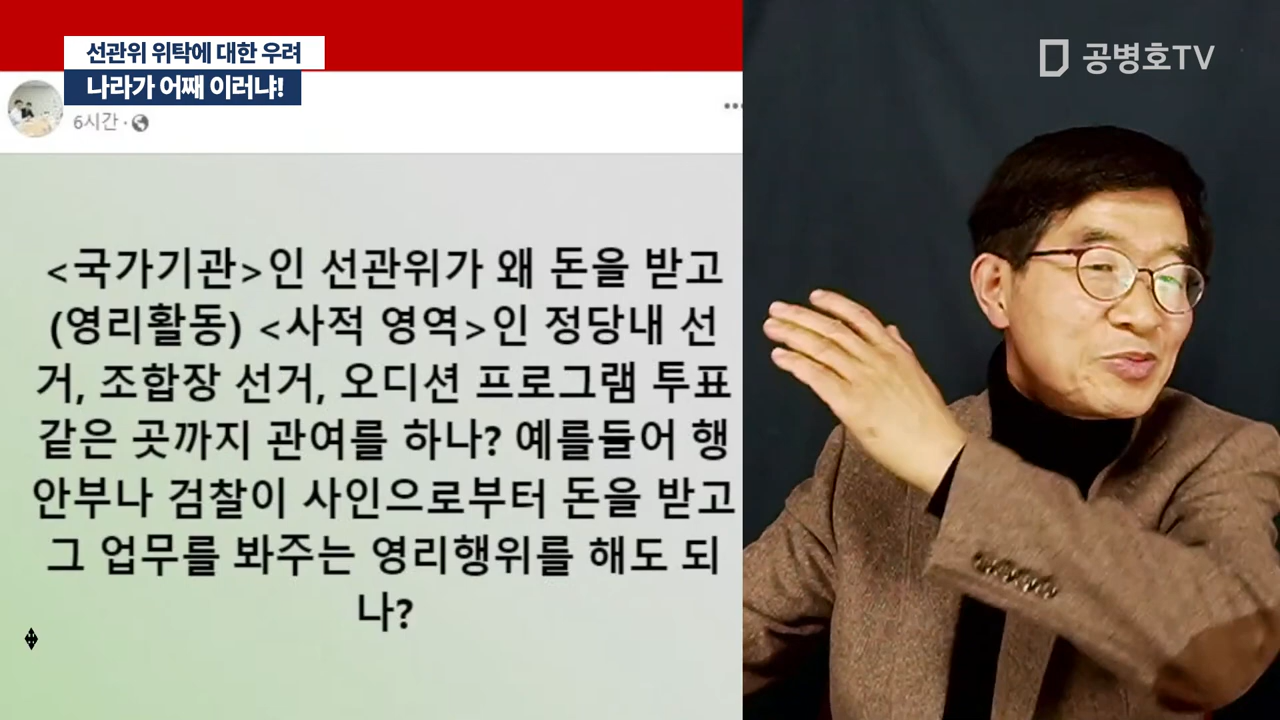 선관위 위탁에 대한 우려
나라가 어째 이러냐!
공병호TV
6시간 ·
<국가기관>인 선관위가 왜 돈을 받고
(영리활동) <사적 영역>인 정당내 선
거, 조합장 선거, 오디션 프로그램 투표
같은 곳까지 관여를 하나? 예를들어 행
안부나 검찰이 사인으로부터 돈을 받고
그 업무를 봐주는 영리행위를 해도 되
나?